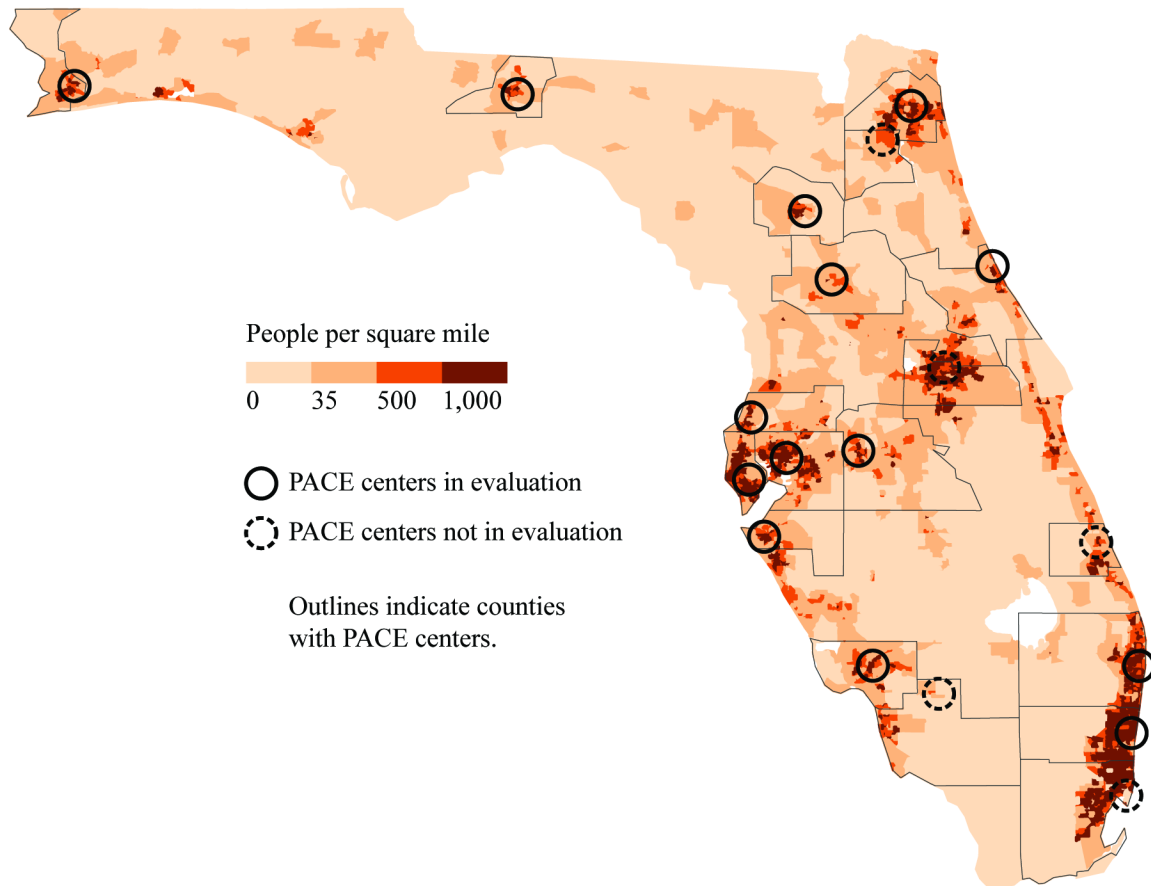 People per square mile
0 35 500 1,000
PACE centers in evaluation
PACE centers not in evaluation
Outlines indicate counties
with PACE centers.